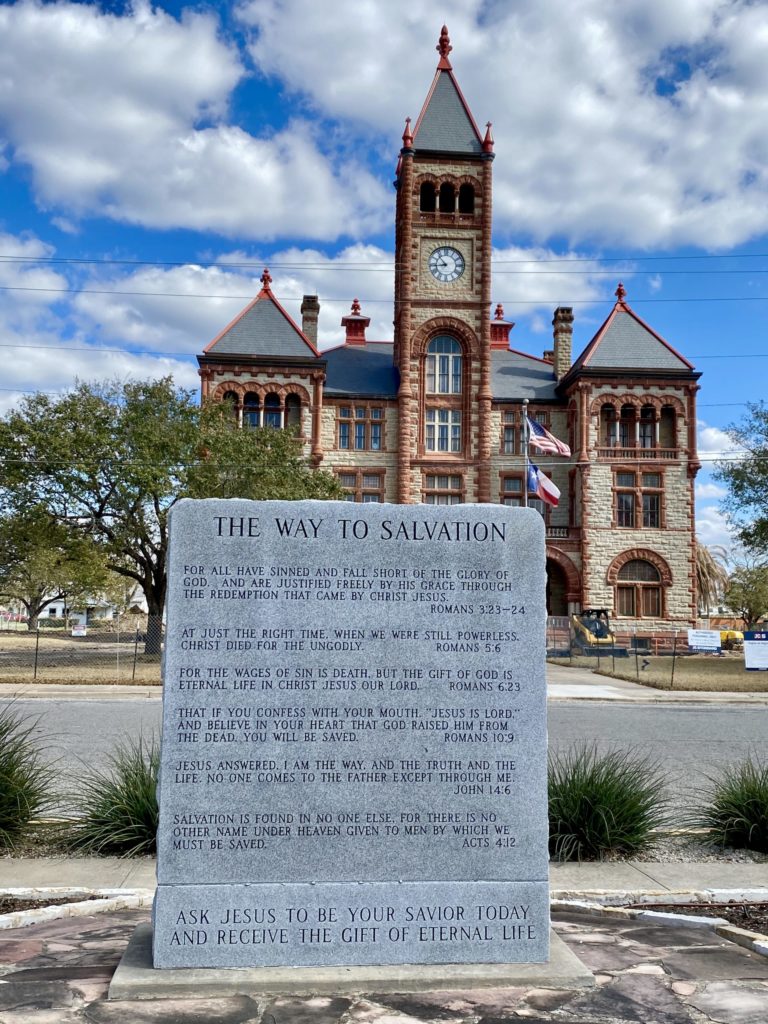 THE WAY TO SALVATION
FOR ALL HAVE SINNED AND FALL SHORT OF THE GLORY OF
GOD. AND ARE JUSTIFIED FREELY BY HIS GRACE THROUGH
THE REDEMPTION THAT CAME BY CHRIST JESUS.
ROMANS 3:23-24
AT JUST THE RIGHT TIME, WHEN WE WERE STILL POWERLESS,
CHRIST DIED FOR THE UNGODLY. ROMANS 5:6
FOR THE WAGES OF SIN IS DEATH, BUT THE GIFT OF GOD IS
ETERNAL LIFE IN CHRIST JESUS OUR LORD. ROMANS 6:23
THAT IF YOU CONFESS WITH YOUR MOUTH, "JESUS IS LORD,"
AND BELIEVE IN YOUR HEART THAT GOD RAISED HIM FROM
THE DEAD, YOU WILL BE SAVED. ROMANS 10:9
JESUS ANSWERED, I AM THE WAY, AND THE TRUTH AND THE
LIFE. NO ONE COMES TO THE FATHER EXCEPT THROUGH ME.
JOHN 14:6
SALVATION IS FOUND IN NO ONE ELSE, FOR THERE IS NO
OTHER NAME UNDER HEAVEN GIVEN TO MEN BY WHICH WE
MUST BE SAVED. ACTS 4:12
ASK JESUS TO BE YOUR SAVIOR TODAY
AND RECEIVE THE GIFT OF ETERNAL LIFE